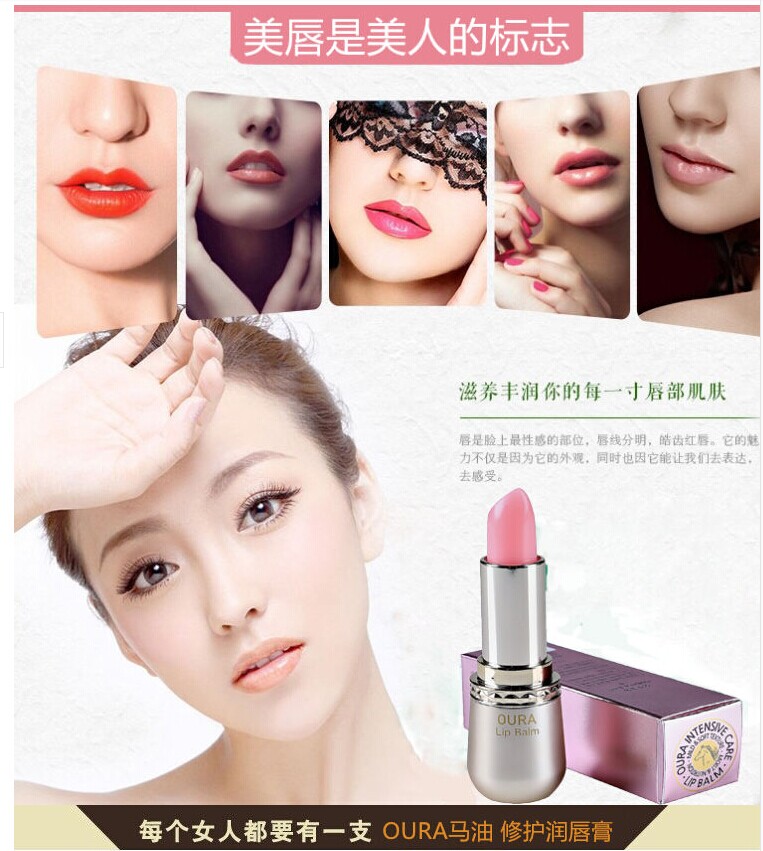 美唇是美人的标志
滋养丰润你的每一寸唇部肌肤
唇是脸上最性感的部位，唇线分明，皓齿红唇。它的魅
力不仅是因为它的外观，同时也因它能让我们去表达，
去感受。
OURA
Lip Balm
OURA INTENSIVE CARE
LIP BALM
每个女人都要有一支 OURA马油 修护润唇膏